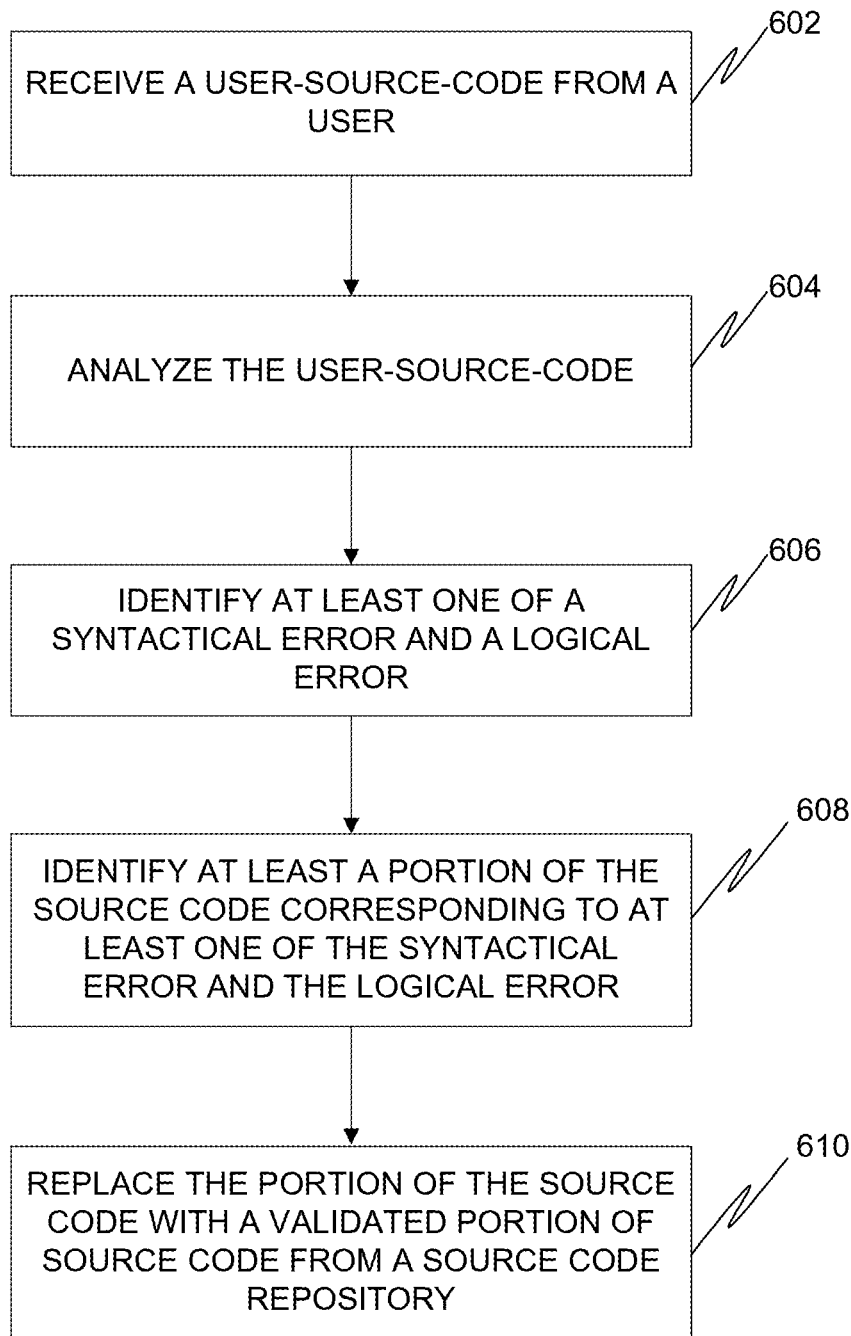 602
RECEIVE A USER-SOURCE-CODE FROM A
USER
604
ANALYZE THE USER-SOURCE-CODE
606
IDENTIFY AT LEAST ONE OF A
SYNTACTICAL ERROR AND A LOGICAL
ERROR
608
IDENTIFY AT LEAST A PORTION OF THE
SOURCE CODE CORRESPONDING TO AT
LEAST ONE OF THE SYNTACTICAL
ERROR AND THE LOGICAL ERROR
610
REPLACE THE PORTION OF THE SOURCE
CODE WITH A VALIDATED PORTION OF
SOURCE CODE FROM A SOURCE CODE
REPOSITORY